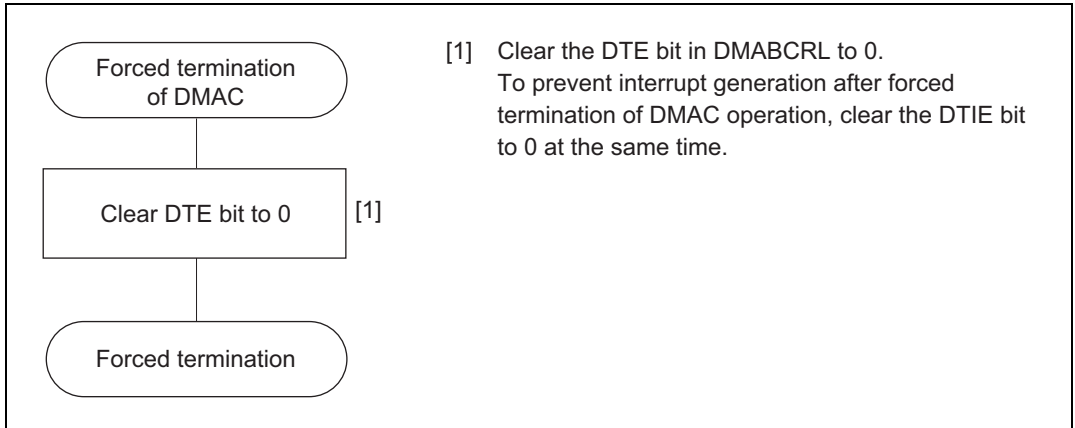 Forced termination
of DMAC
Clear DTE bit to 0
[1]
Forced termination
[1] Clear the DTE bit in DMABCRL to 0.
To prevent interrupt generation after forced
termination of DMAC operation, clear the DTIE bit
to 0 at the same time.